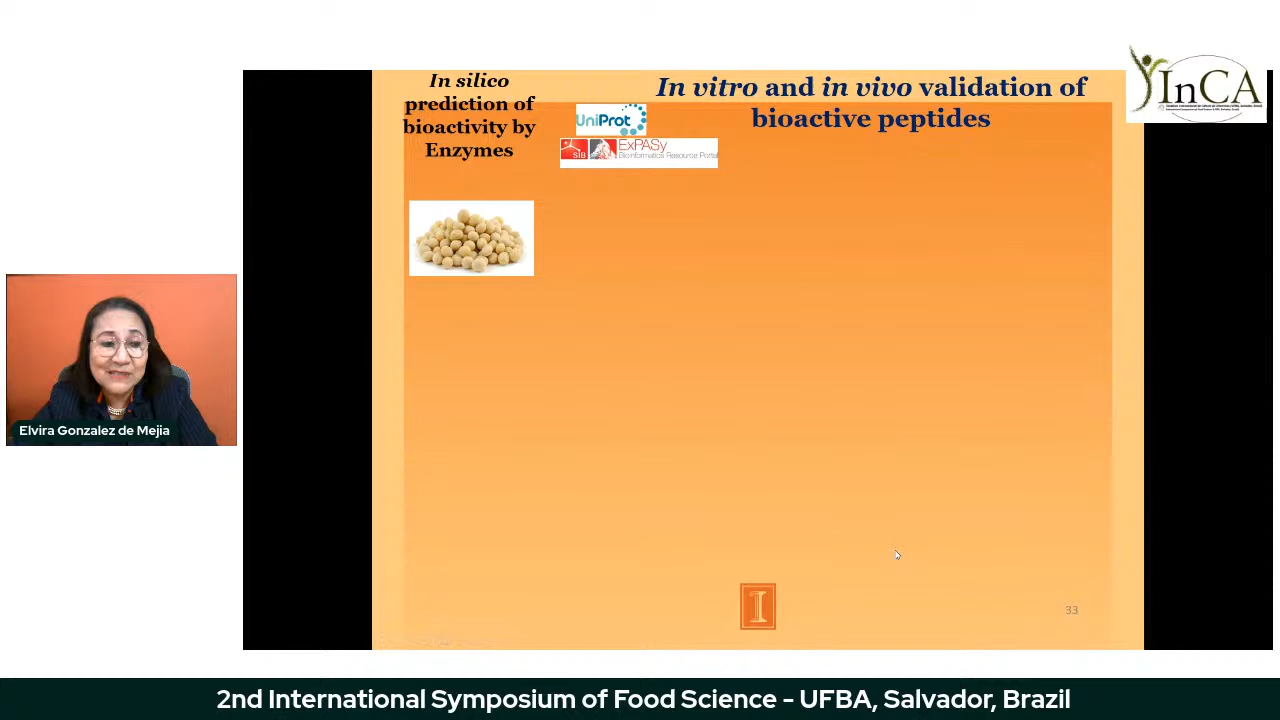 In silico
prediction of
bioactivity by
Enzymes
In vitro and in vivo validation of
bioactive peptides
UniProt
SIB
ExPASy
Bioinformatics Resource Portal
InCA
Elvira Gonzalez de Mejia
I
33
2nd International Symposium of Food Science - UFBA, Salvador, Brazil